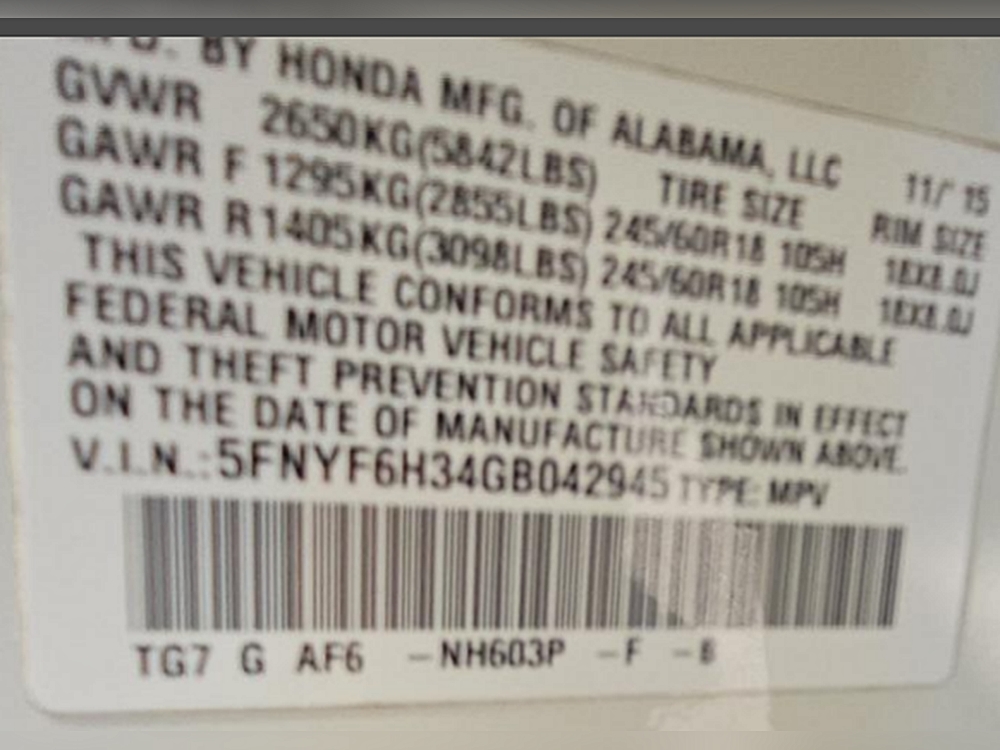 MFG. BY HONDA MFG. OF ALABAMA, LLC 11/ 15
GVWR 2650KG(5842LBS) TIRE SIZE RIM SIZE
GAWR F 1295KG(2855LBS) 245/60R18 105H 18X8.0J
GAWR R 1405KG(3098LBS) 245/60R18 105H 18X8.0J
THIS VEHICLE CONFORMS TO ALL APPLICABLE
FEDERAL MOTOR VEHICLE SAFETY
AND THEFT PREVENTION STANDARDS IN EFFECT
ON THE DATE OF MANUFACTURE SHOWN ABOVE.
V.I.N.:5FNYF6H34GB042945 TYPE: MPV
TG7 G AF6 -NH603P -F -6